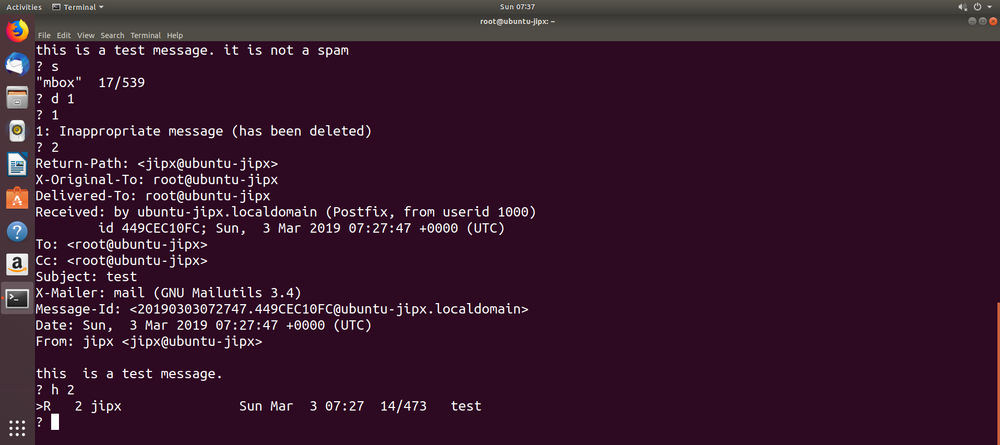 Activities Terminal Sun 07:37
root@ubuntu-jipx: ~
File Edit View Search Terminal Help
this is a test message. it is not a spam
? s
"mbox"  17/539
? d 1
? 1
1: Inappropriate message (has been deleted)
? 2
Return-Path: <jipx@ubuntu-jipx>
X-Original-To: root@ubuntu-jipx
Delivered-To: root@ubuntu-jipx
Received: by ubuntu-jipx.localdomain (Postfix, from userid 1000)
        id 449CEC10FC; Sun,  3 Mar 2019 07:27:47 +0000 (UTC)
To: <root@ubuntu-jipx>
Cc: <root@ubuntu-jipx>
Subject: test
X-Mailer: mail (GNU Mailutils 3.4)
Message-Id: <20190303072747.449CEC10FC@ubuntu-jipx.localdomain>
Date: Sun,  3 Mar 2019 07:27:47 +0000 (UTC)
From: jipx <jipx@ubuntu-jipx>

this  is a test message.
? h 2
>R   2 jipx               Sun Mar  3 07:27  14/473   test
?